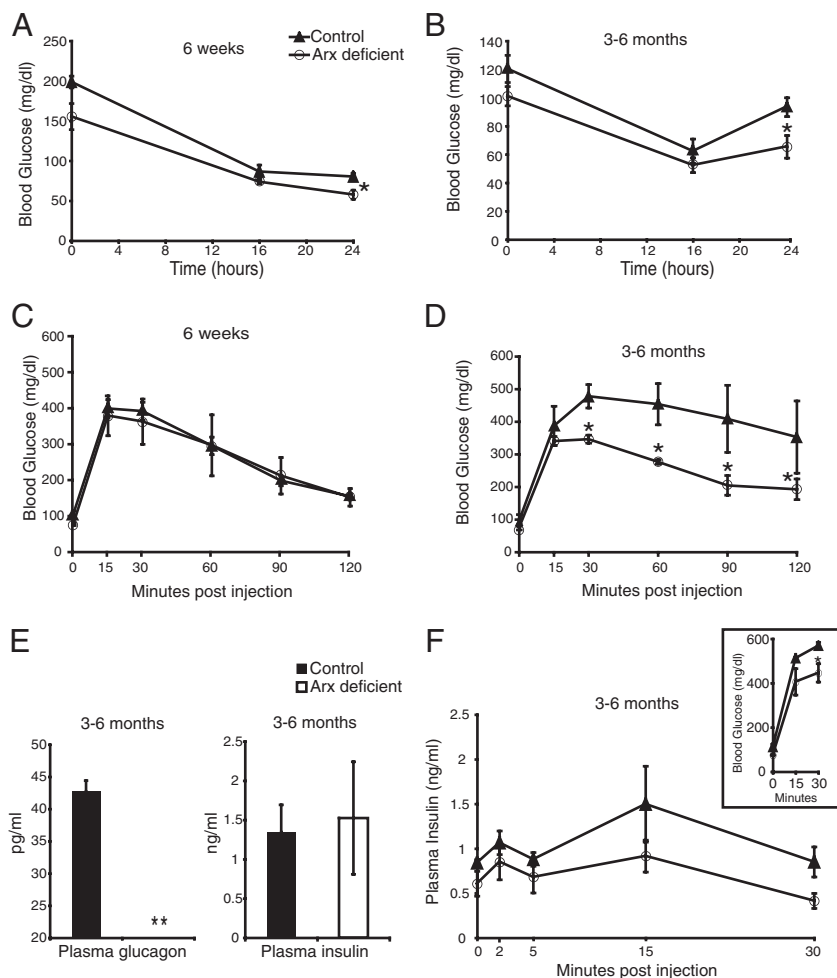 A
6 weeks
Control
Arx deficient
Blood Glucose (mg/dl)
250
200
150
100
50
0
0 4 8 12 16 20 24
*
Time (hours)
B
3-6 months
Blood Glucose (mg/dl)
140
120
100
80
60
40
20
0
0 4 8 12 16 20 24
*
Time (hours)
C
6 weeks
Blood Glucose (mg/dl)
600
500
400
300
200
100
0
0 15 30 60 90 120
Minutes post injection
D
3-6 months
Blood Glucose (mg/dl)
600
500
400
300
200
100
0
* * * *
0 15 30 60 90 120
Minutes post injection
E
Control
Arx deficient
3-6 months
pg/ml
50
45
40
35
30
25
20
**
Plasma glucagon
3-6 months
ng/ml
2.5
2
1.5
1
0.5
0
Plasma insulin
F
3-6 months
Plasma Insulin (ng/ml)
2.5
2
1.5
1
0.5
0
0 2 5 15 30
Minutes post injection
Blood Glucose (mg/dl)
600
400
200
0
*
0 15 30
Minutes